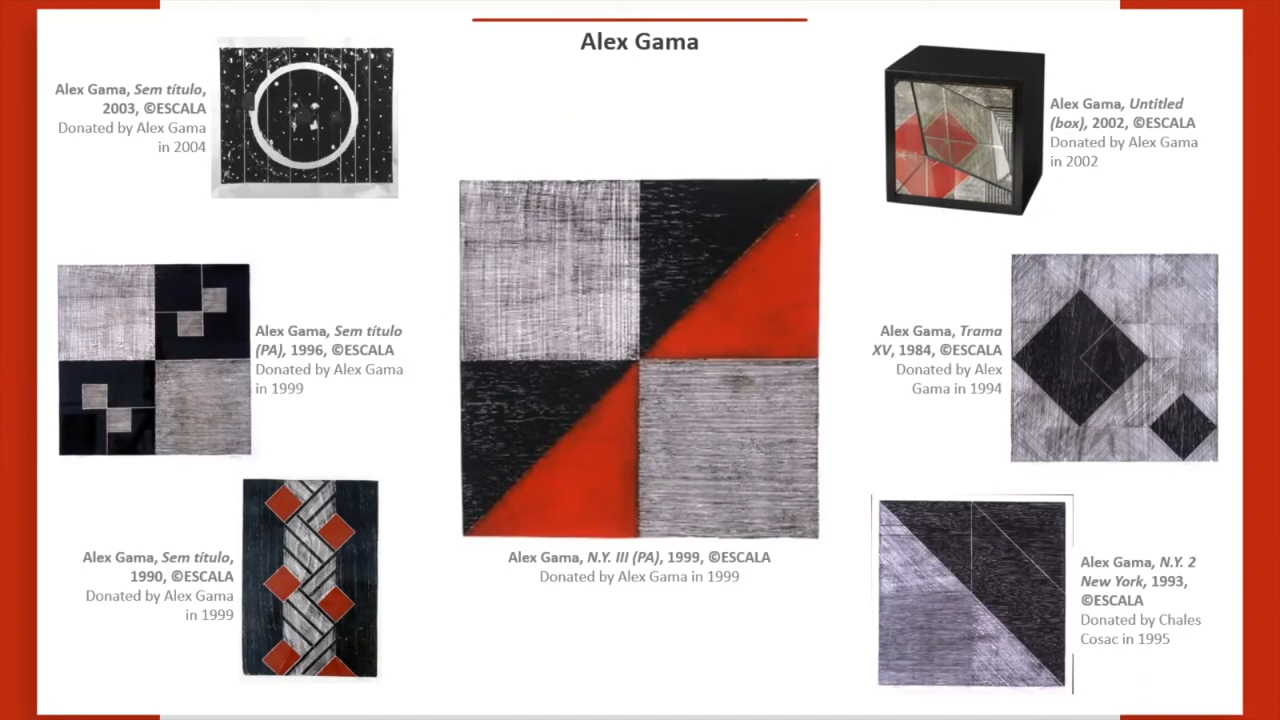 Alex Gama
Alex Gama, Sem título,
2003, ©ESCALA
Donated by Alex Gama
in 2004
Alex Gama, Untitled
(box), 2002, ©ESCALA
Donated by Alex Gama
in 2002
Alex Gama, Sem título
(PA), 1996, ©ESCALA
Donated by Alex Gama
in 1999
Alex Gama, Trama
XV, 1984, ©ESCALA
Donated by Alex
Gama in 1994
Alex Gama, Sem título,
1990, ©ESCALA
Donated by Alex Gama
in 1999
Alex Gama, N.Y. III (PA), 1999, ©ESCALA
Donated by Alex Gama in 1999
Alex Gama, N.Y. 2
New York, 1993,
©ESCALA
Donated by Chales
Cosac in 1995